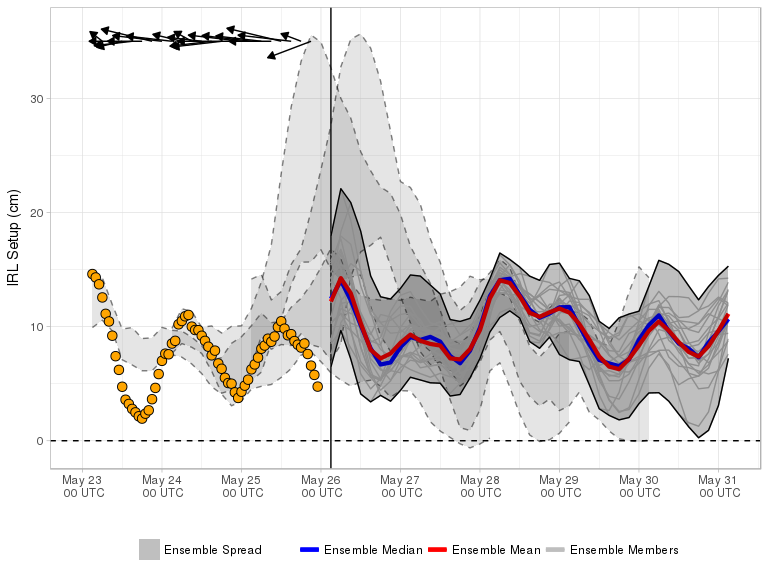 IRL Setup (cm)
30
20
10
0
May 23 May 24 May 25 May 26 May 27 May 28 May 29 May 30 May 31
00 UTC 00 UTC 00 UTC 00 UTC 00 UTC 00 UTC 00 UTC 00 UTC 00 UTC
Ensemble Spread Ensemble Median Ensemble Mean Ensemble Members